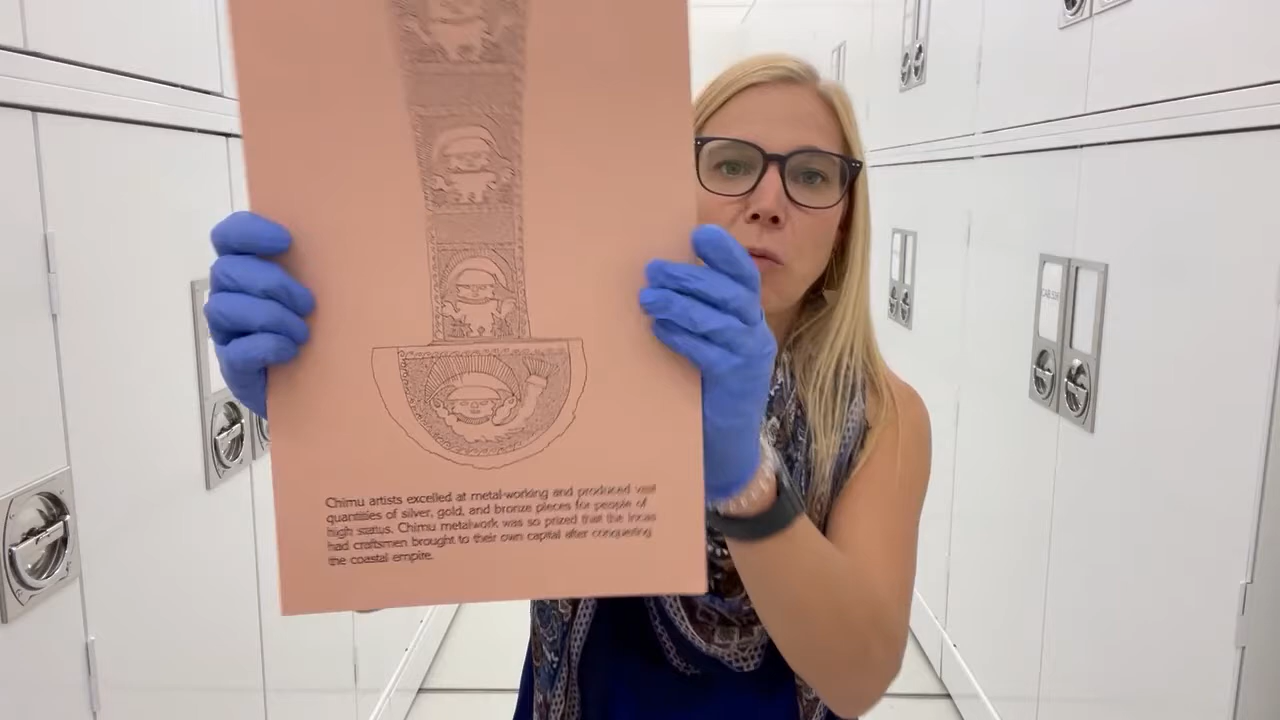 Chimu artists excelled at metal-working and produced vast
quantities of silver, gold, and bronze pieces for people of
high status. Chimu metalwork was so prized that the Incas
had craftsmen brought to their own capital after conquering
the coastal empire.